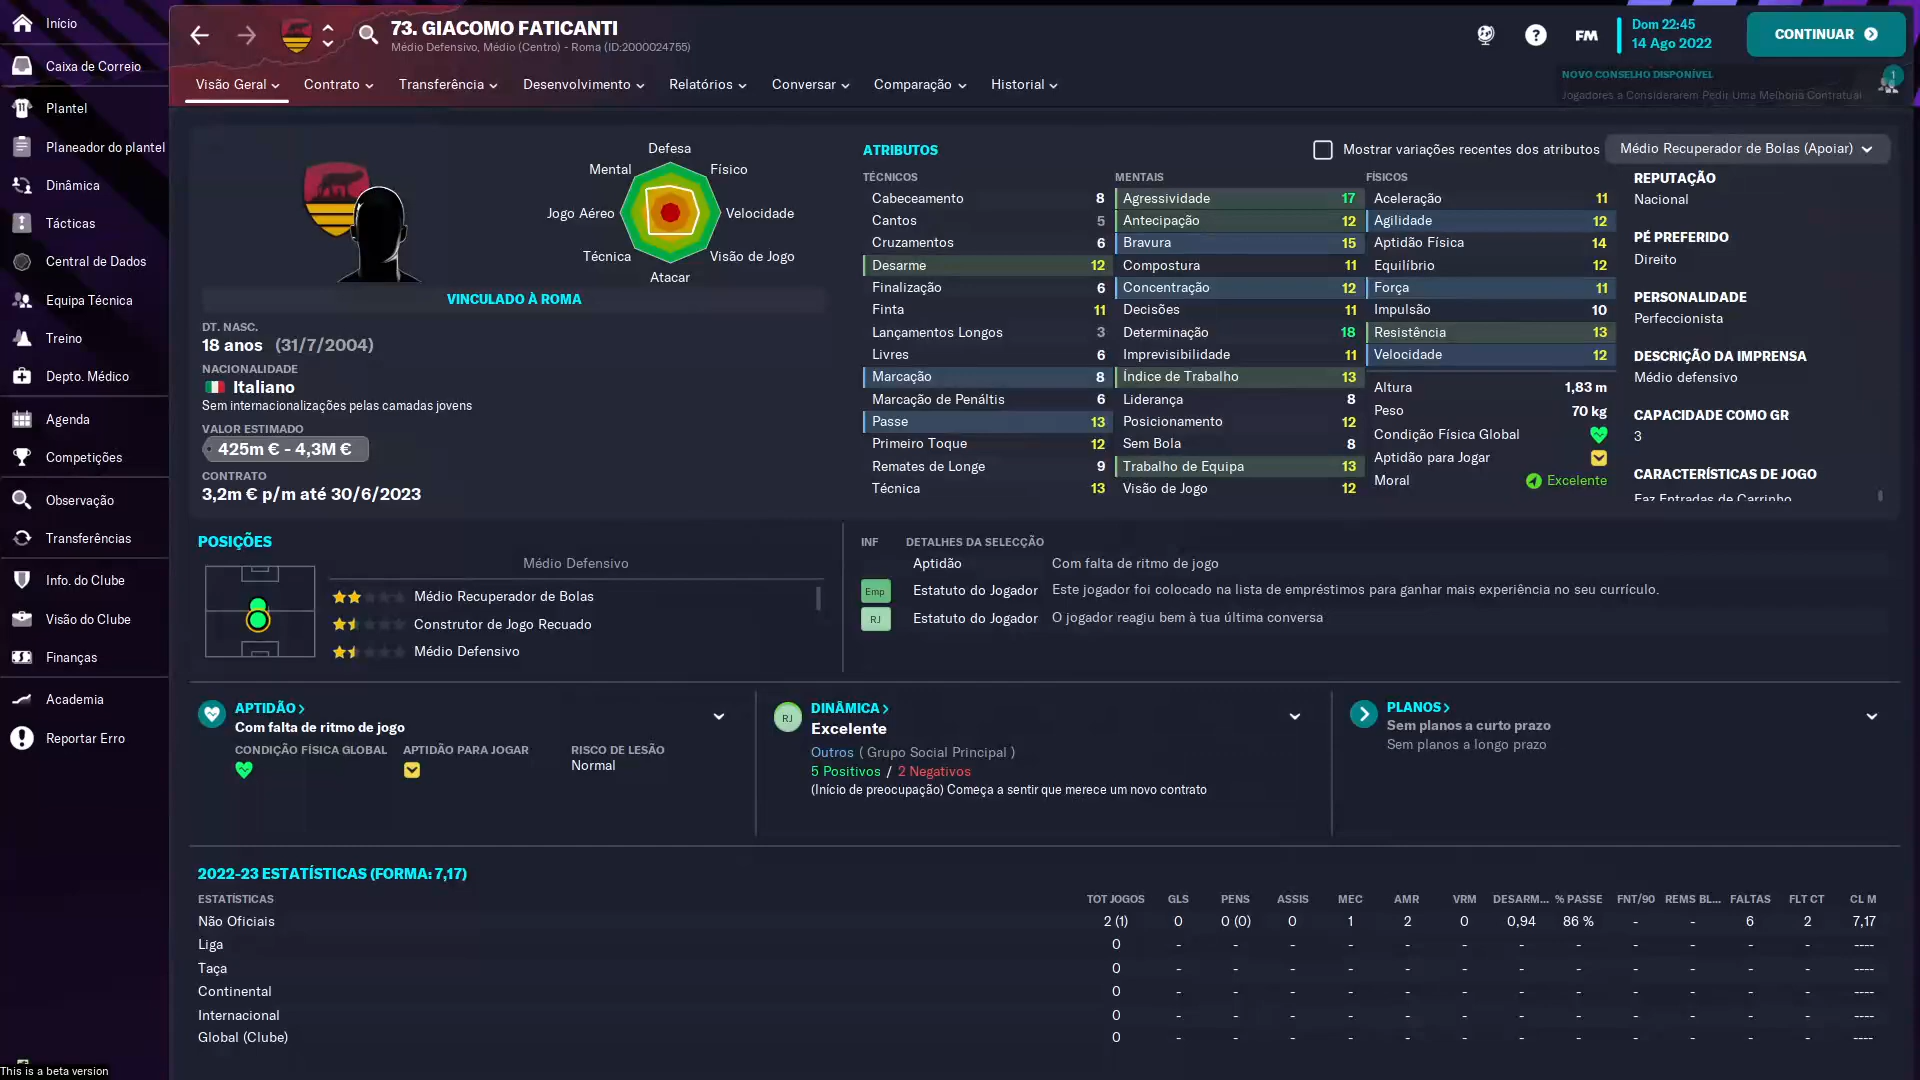 Início
Caixa de Correio
Plantel
Planeador do plantel
Dinâmica
Tácticas
Central de Dados
Equipa Técnica
Treino
Depto. Médico
Agenda
Competições
Observação
Transferências
Info. do Clube
Visão do Clube
Finanças
Academia
Reportar Erro
This is a beta version
73. GIACOMO FATICANTI
Médio Defensivo, Médio (Centro) - Roma (ID:2000024755)
FM
Dom 22:45
14 Ago 2022
CONTINUAR
NOVO CONSELHO DISPONÍVEL
Jogadores a Considerarem Pedir Uma Melhoria Contratual
1
Visão Geral Contrato Transferência Desenvolvimento Relatórios Conversar Comparação Historial
Defesa
Mental Físico
Jogo Aéreo Velocidade
Técnica Visão de Jogo
Atacar
VINCULADO À ROMA
DT. NASC.
18 anos (31/7/2004)
NACIONALIDADE
Italiano
Sem internacionalizações pelas camadas jovens
VALOR ESTIMADO
425m € - 4,3M €
CONTRATO
3,2m € p/m até 30/6/2023
ATRIBUTOS
Mostrar variações recentes dos atributos
Médio Recuperador de Bolas (Apoiar)
TÉCNICOS
Cabeceamento 8
Cantos 5
Cruzamentos 6
Desarme 12
Finalização 6
Finta 11
Lançamentos Longos 3
Livres 6
Marcação 8
Marcação de Penáltis 6
Passe 13
Primeiro Toque 12
Remates de Longe 9
Técnica 13
MENTAIS
Agressividade 17
Antecipação 12
Bravura 15
Compostura 11
Concentração 12
Decisões 11
Determinação 18
Imprevisibilidade 11
Índice de Trabalho 13
Liderança 8
Posicionamento 12
Sem Bola 8
Trabalho de Equipa 13
Visão de Jogo 12
FÍSICOS
Aceleração 11
Agilidade 12
Aptidão Física 14
Equilíbrio 12
Força 11
Impulsão 10
Resistência 13
Velocidade 12
Altura 1,83 m
Peso 70 kg
Condição Física Global
Aptidão para Jogar
Moral Excelente
REPUTAÇÃO
Nacional
PÉ PREFERIDO
Direito
PERSONALIDADE
Perfeccionista
DESCRIÇÃO DA IMPRENSA
Médio defensivo
CAPACIDADE COMO GR
3
CARACTERÍSTICAS DE JOGO
Faz Entradas de Carrinho
POSIÇÕES
Médio Defensivo
Médio Recuperador de Bolas
Construtor de Jogo Recuado
Médio Defensivo
INF DETALHES DA SELECÇÃO
Aptidão Com falta de ritmo de jogo
Emp Estatuto do Jogador Este jogador foi colocado na lista de empréstimos para ganhar mais experiência no seu currículo.
RJ Estatuto do Jogador O jogador reagiu bem à tua última conversa
APTIDÃO
Com falta de ritmo de jogo
CONDIÇÃO FÍSICA GLOBAL APTIDÃO PARA JOGAR RISCO DE LESÃO
Normal
RJ
DINÂMICA
Excelente
Outros ( Grupo Social Principal )
5 Positivos / 2 Negativos
(Início de preocupação) Começa a sentir que merece um novo contrato
PLANOS
Sem planos a curto prazo
Sem planos a longo prazo
2022-23 ESTATÍSTICAS (FORMA: 7,17)
ESTATÍSTICAS TOT JOGOS GLS PENS ASSIS MEC AMR VRM DESARM... % PASSE FNT/90 REMS BL... FALTAS FLT CT CL M
Não Oficiais 2 (1) 0 0 (0) 0 1 2 0 0,94 86 % - - 6 2 7,17
Liga 0 - - - - - - - - - - - - ----
Taça 0 - - - - - - - - - - - - ----
Continental 0 - - - - - - - - - - - - ----
Internacional 0 - - - - - - - - - - - - ----
Global (Clube) 0 - - - - - - - - - - - - ----